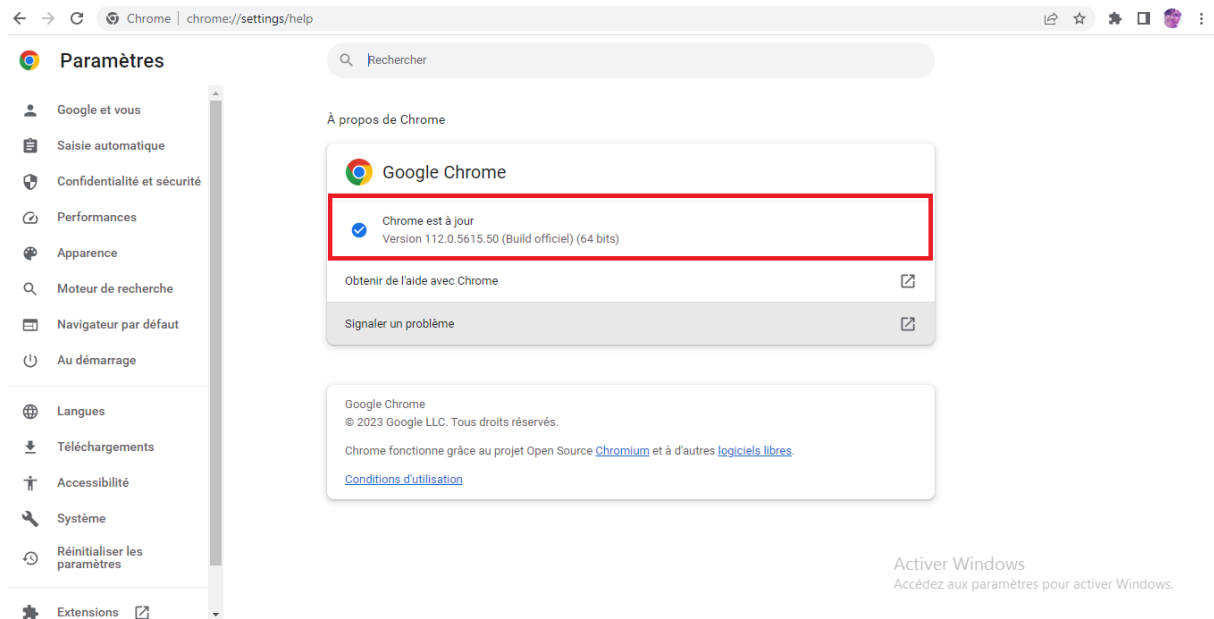 Chrome | chrome://settings/help
Paramètres
Rechercher
Google et vous
Saisie automatique
Confidentialité et sécurité
Performances
Apparence
Moteur de recherche
Navigateur par défaut
Au démarrage
Langues
Téléchargements
Accessibilité
Système
Réinitialiser les
paramètres
Extensions
À propos de Chrome
Google Chrome
Chrome est à jour
Version 112.0.5615.50 (Build officiel) (64 bits)
Obtenir de l'aide avec Chrome
Signaler un problème
Google Chrome
© 2023 Google LLC. Tous droits réservés.
Chrome fonctionne grâce au projet Open Source Chromium et à d'autres logiciels libres.
Conditions d'utilisation
Activer Windows
Accédez aux paramètres pour activer Windows.